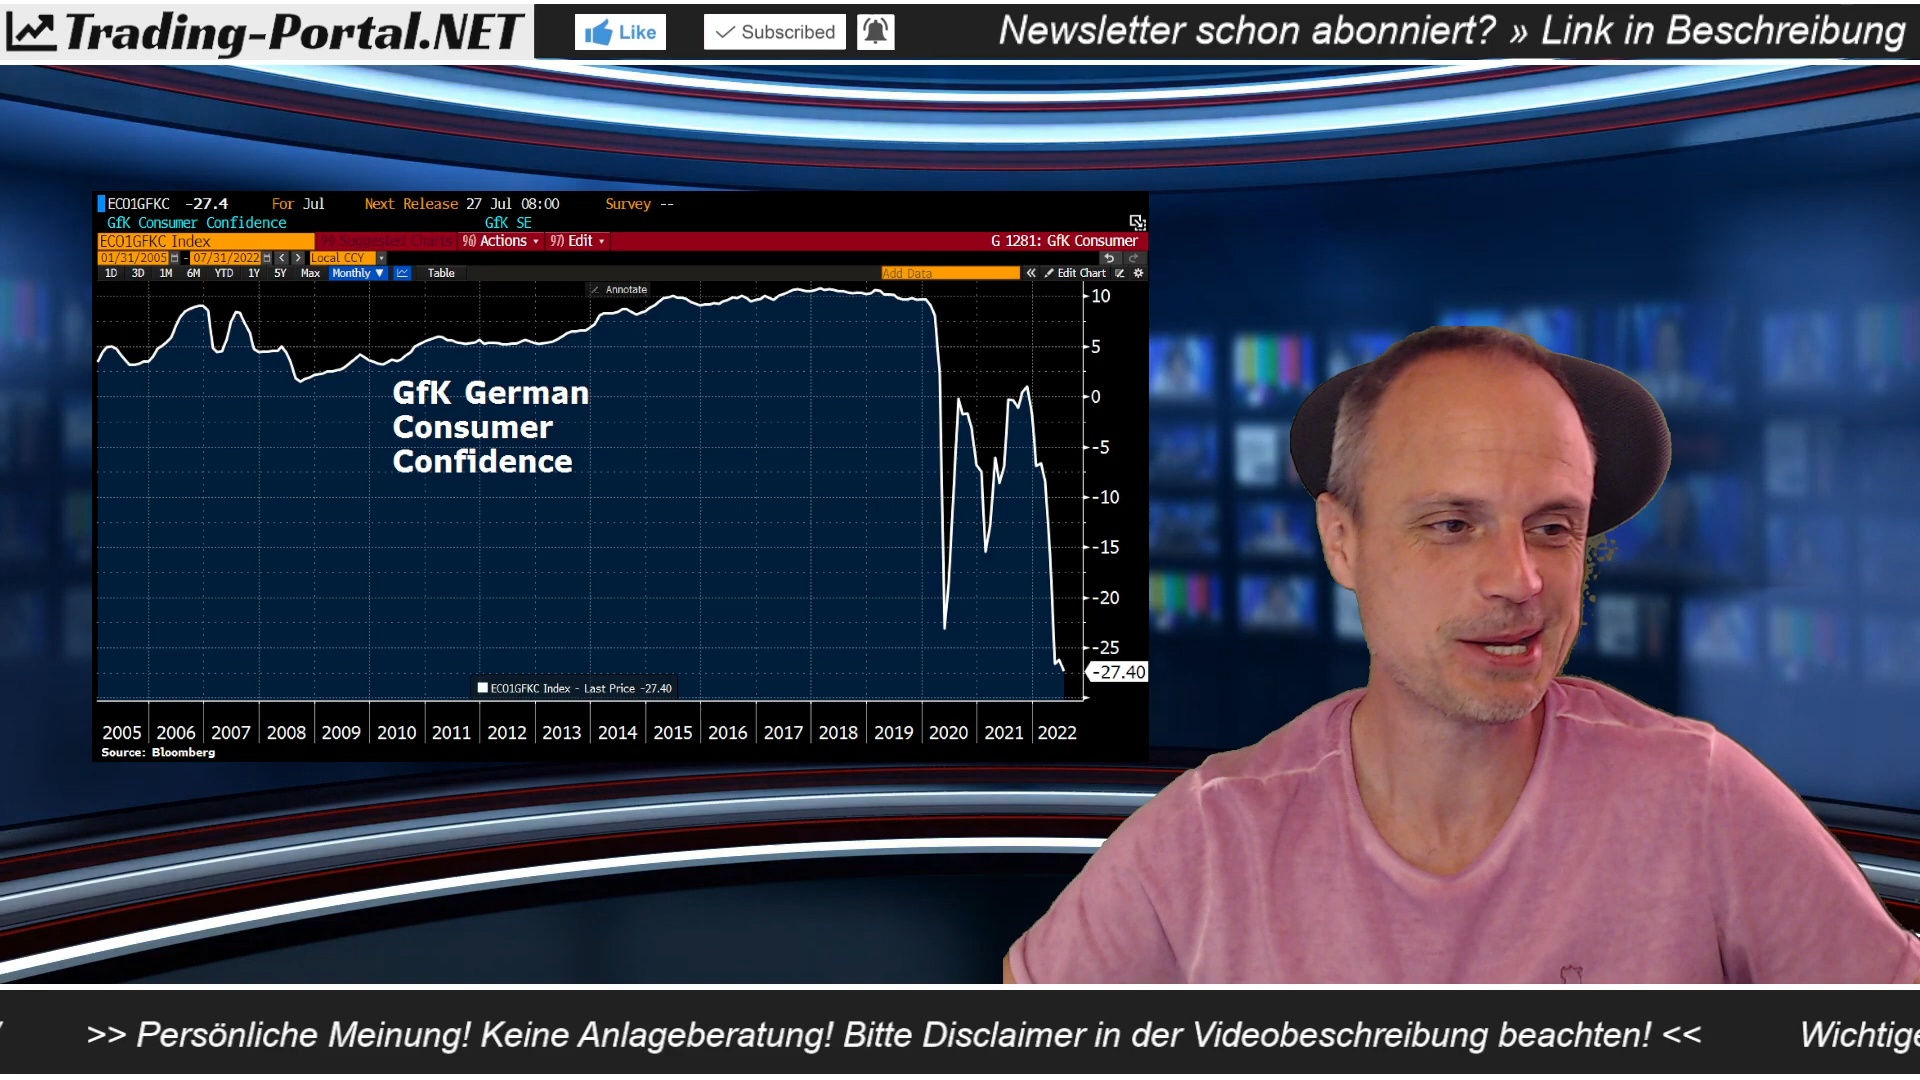 Trading-Portal.NET
Like
Subscribed
Newsletter schon abonniert? » Link in Beschreibung
ECO1GFKC -27.4 For Jul Next Release 27 Jul 08:00 Survey --
GfK Consumer Confidence GfK SE
ECO1GFKC Index 98 Suggested Charts 96) Actions 97) Edit G 1281: GfK Consumer
01/31/2005 - 07/31/2022 Local CCY
1D 3D 1M 6M YTD 1Y 5Y Max Monthly ▼ Table Add Data « Edit Chart
Annotate
GfK German
Consumer
Confidence
10
5
0
-5
-10
-15
-20
-25
-27.40
ECO1GFKC Index - Last Price -27.40
2005 2006 2007 2008 2009 2010 2011 2012 2013 2014 2015 2016 2017 2018 2019 2020 2021 2022
Source: Bloomberg
>> Persönliche Meinung! Keine Anlageberatung! Bitte Disclaimer in der Videobeschreibung beachten! << Wichtige